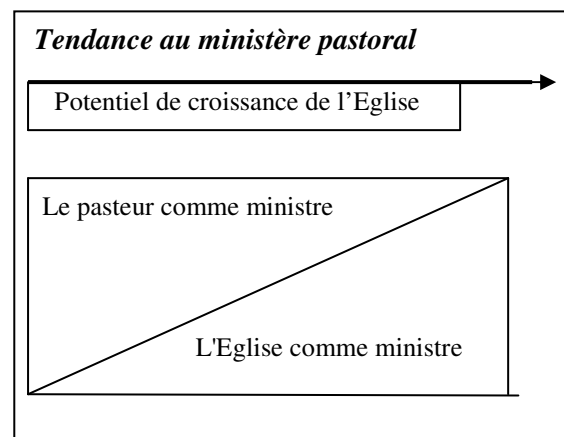 Tendance au ministère pastoral
Potentiel de croissance de l’Eglise
Le pasteur comme ministre
L'Eglise comme ministre